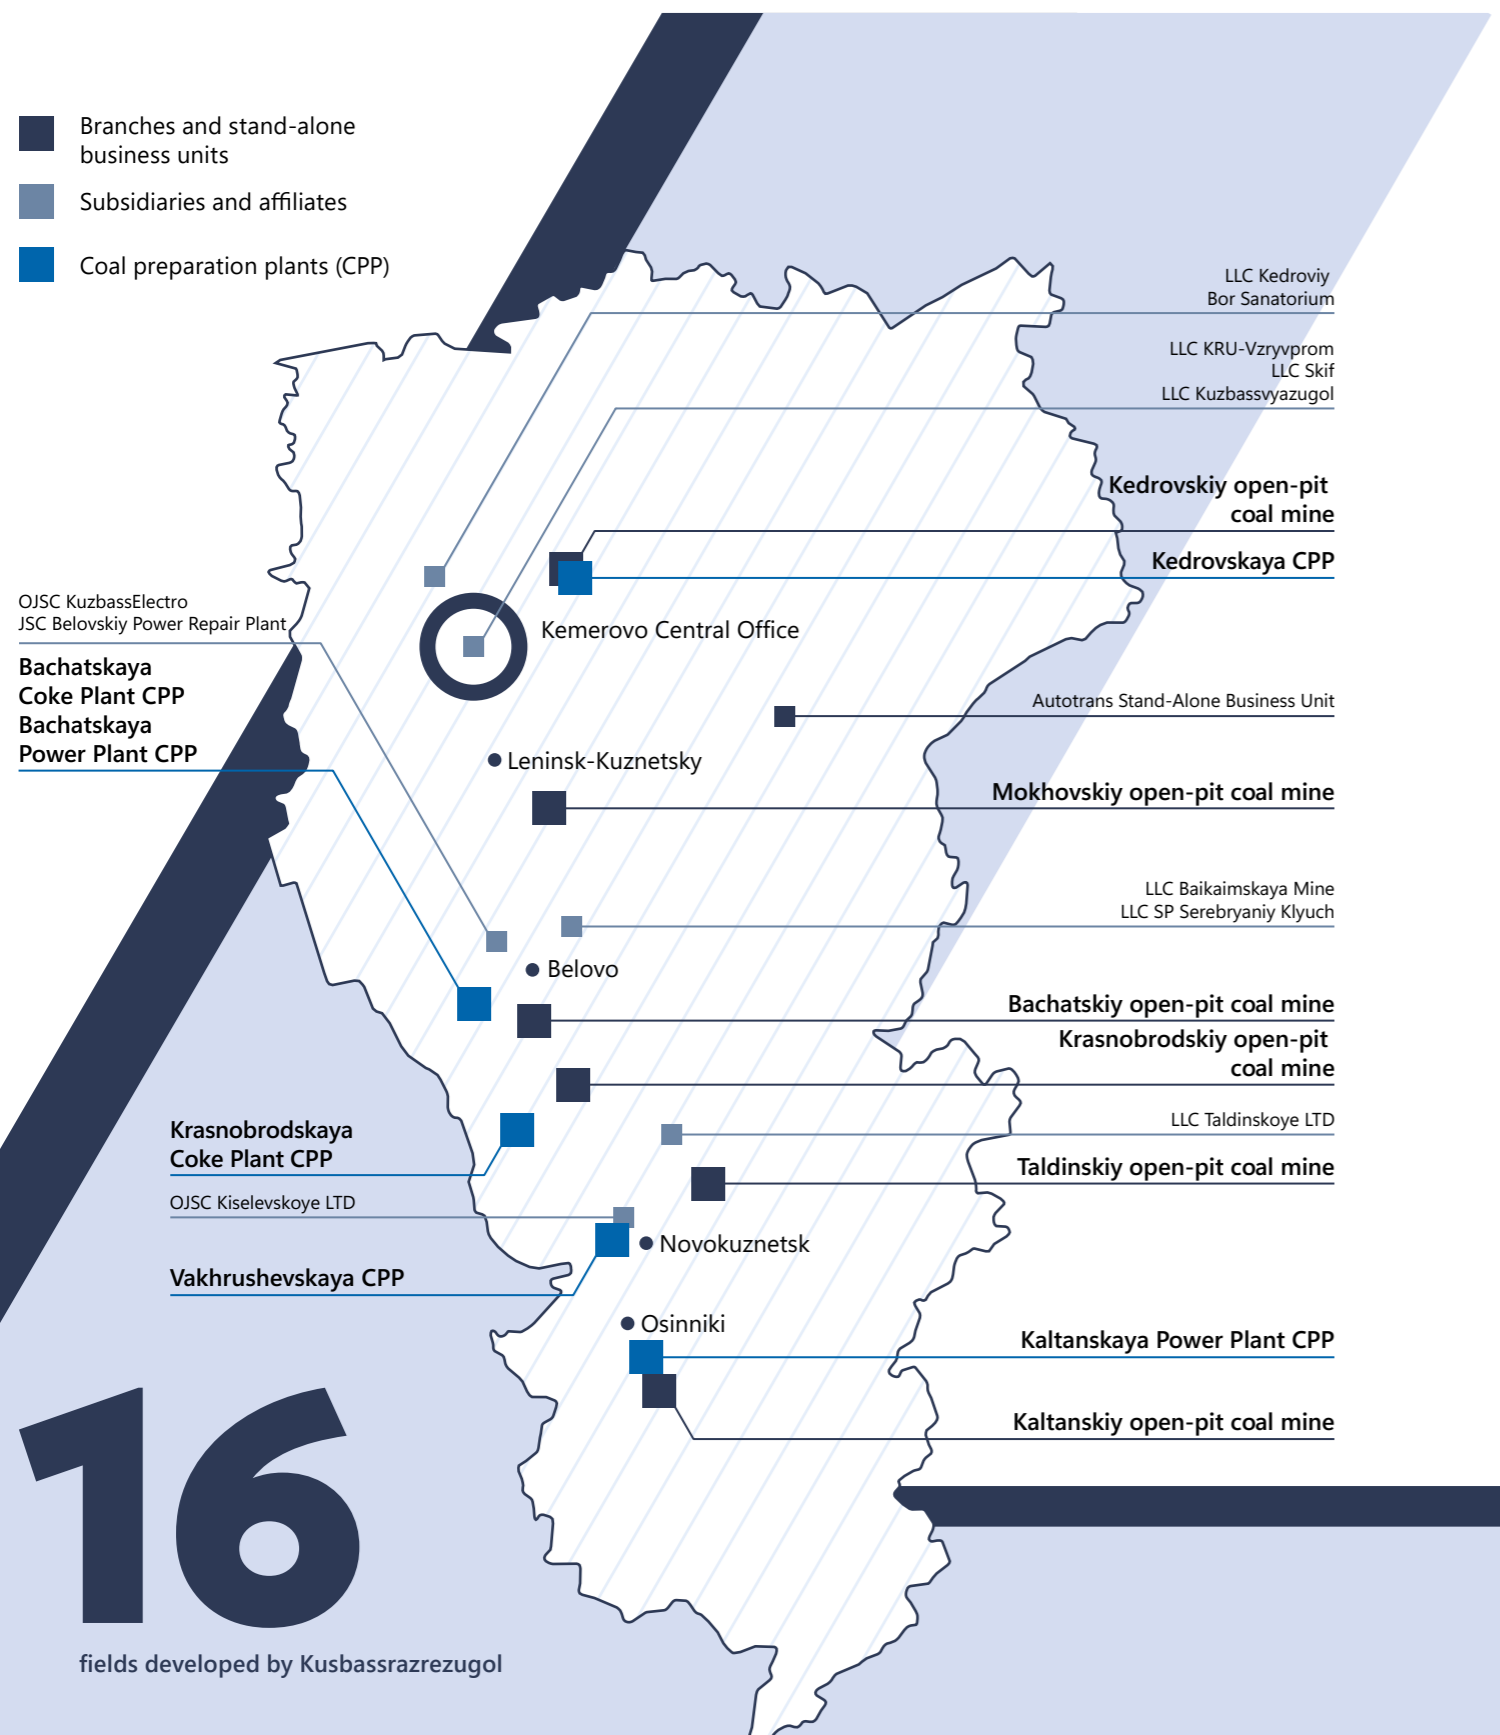 Branches and stand-alone
business units
Subsidiaries and affiliates
Coal preparation plants (CPP)
LLC Kedroviy
Bor Sanatorium
LLC KRU-Vzryvprom
LLC Skif
LLC Kuzbassvyazugol
Kedrovskiy open-pit
coal mine
Kedrovskaya CPP
OJSC KuzbassElectro
JSC Belovskiy Power Repair Plant
Kemerovo Central Office
Bachatskaya
Coke Plant CPP
Bachatskaya
Power Plant CPP
Autotrans Stand-Alone Business Unit
Leninsk-Kuznetsky
Mokhovskiy open-pit coal mine
LLC Baikaimskaya Mine
LLC SP Serebryaniy Klyuch
Belovo
Bachatskiy open-pit coal mine
Krasnobrodskiy open-pit
coal mine
Krasnobrodskaya
Coke Plant CPP
LLC Taldinskoye LTD
Taldinskiy open-pit coal mine
OJSC Kiselevskoye LTD
Novokuznetsk
Vakhrushevskaya CPP
Osinniki
Kaltanskaya Power Plant CPP
Kaltanskiy open-pit coal mine
16
fields developed by Kusbassrazrezugol